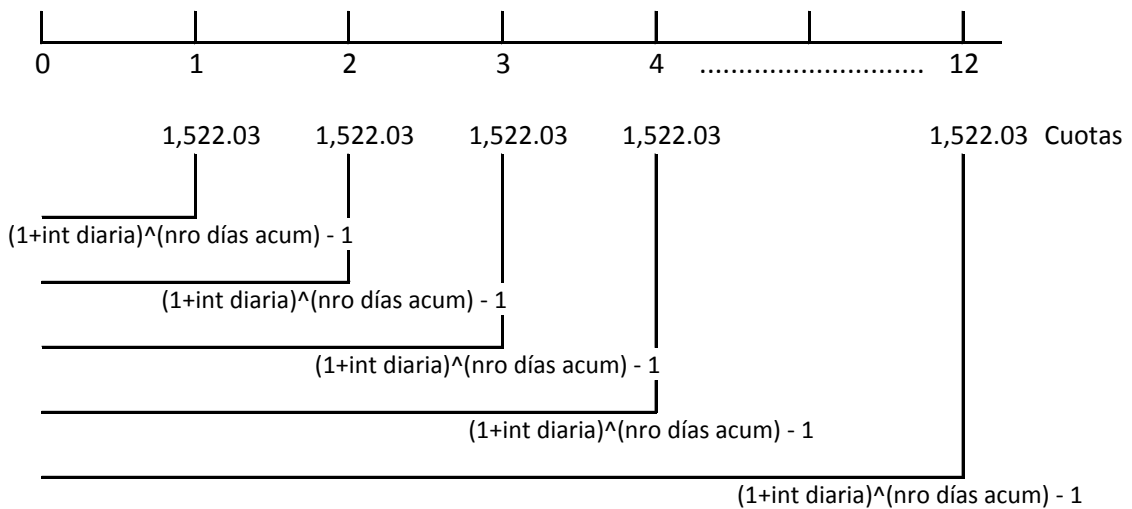 0 1 2 3 4 ............................. 12
1,522.03 1,522.03 1,522.03 1,522.03 1,522.03 Cuotas
(1+int diaria)^(nro días acum) - 1
(1+int diaria)^(nro días acum) - 1
(1+int diaria)^(nro días acum) - 1
(1+int diaria)^(nro días acum) - 1
(1+int diaria)^(nro días acum) - 1